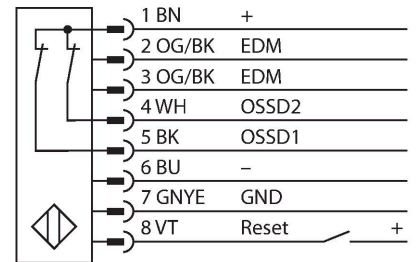 1 BN +
2 OG/BK EDM
3 OG/BK EDM
4 WH OSSD2
5 BK OSSD1
6 BU –
7 GNYE GND
8 VT Reset +